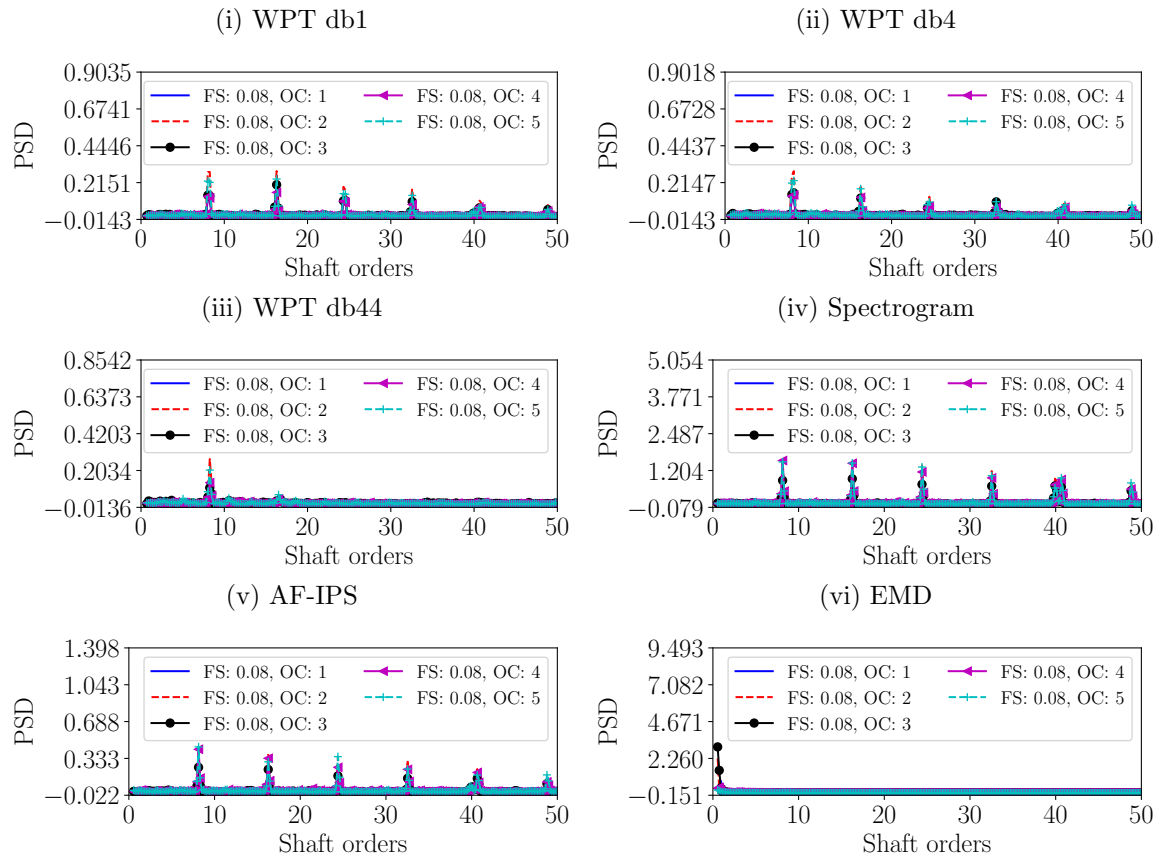 (i) WPT db1
0.9035
0.6741
0.4446
0.2151
−0.0143
PSD
FS: 0.08, OC: 1
FS: 0.08, OC: 2
FS: 0.08, OC: 3
FS: 0.08, OC: 4
FS: 0.08, OC: 5
0 10 20 30 40 50
Shaft orders
(ii) WPT db4
0.9018
0.6728
0.4437
0.2147
−0.0143
PSD
FS: 0.08, OC: 1
FS: 0.08, OC: 2
FS: 0.08, OC: 3
FS: 0.08, OC: 4
FS: 0.08, OC: 5
0 10 20 30 40 50
Shaft orders
(iii) WPT db44
0.8542
0.6373
0.4203
0.2034
−0.0136
PSD
FS: 0.08, OC: 1
FS: 0.08, OC: 2
FS: 0.08, OC: 3
FS: 0.08, OC: 4
FS: 0.08, OC: 5
0 10 20 30 40 50
Shaft orders
(iv) Spectrogram
5.054
3.771
2.487
1.204
−0.079
PSD
FS: 0.08, OC: 1
FS: 0.08, OC: 2
FS: 0.08, OC: 3
FS: 0.08, OC: 4
FS: 0.08, OC: 5
0 10 20 30 40 50
Shaft orders
(v) AF-IPS
1.398
1.043
0.688
0.333
−0.022
PSD
FS: 0.08, OC: 1
FS: 0.08, OC: 2
FS: 0.08, OC: 3
FS: 0.08, OC: 4
FS: 0.08, OC: 5
0 10 20 30 40 50
Shaft orders
(vi) EMD
9.493
7.082
4.671
2.260
−0.151
PSD
FS: 0.08, OC: 1
FS: 0.08, OC: 2
FS: 0.08, OC: 3
FS: 0.08, OC: 4
FS: 0.08, OC: 5
0 10 20 30 40 50
Shaft orders